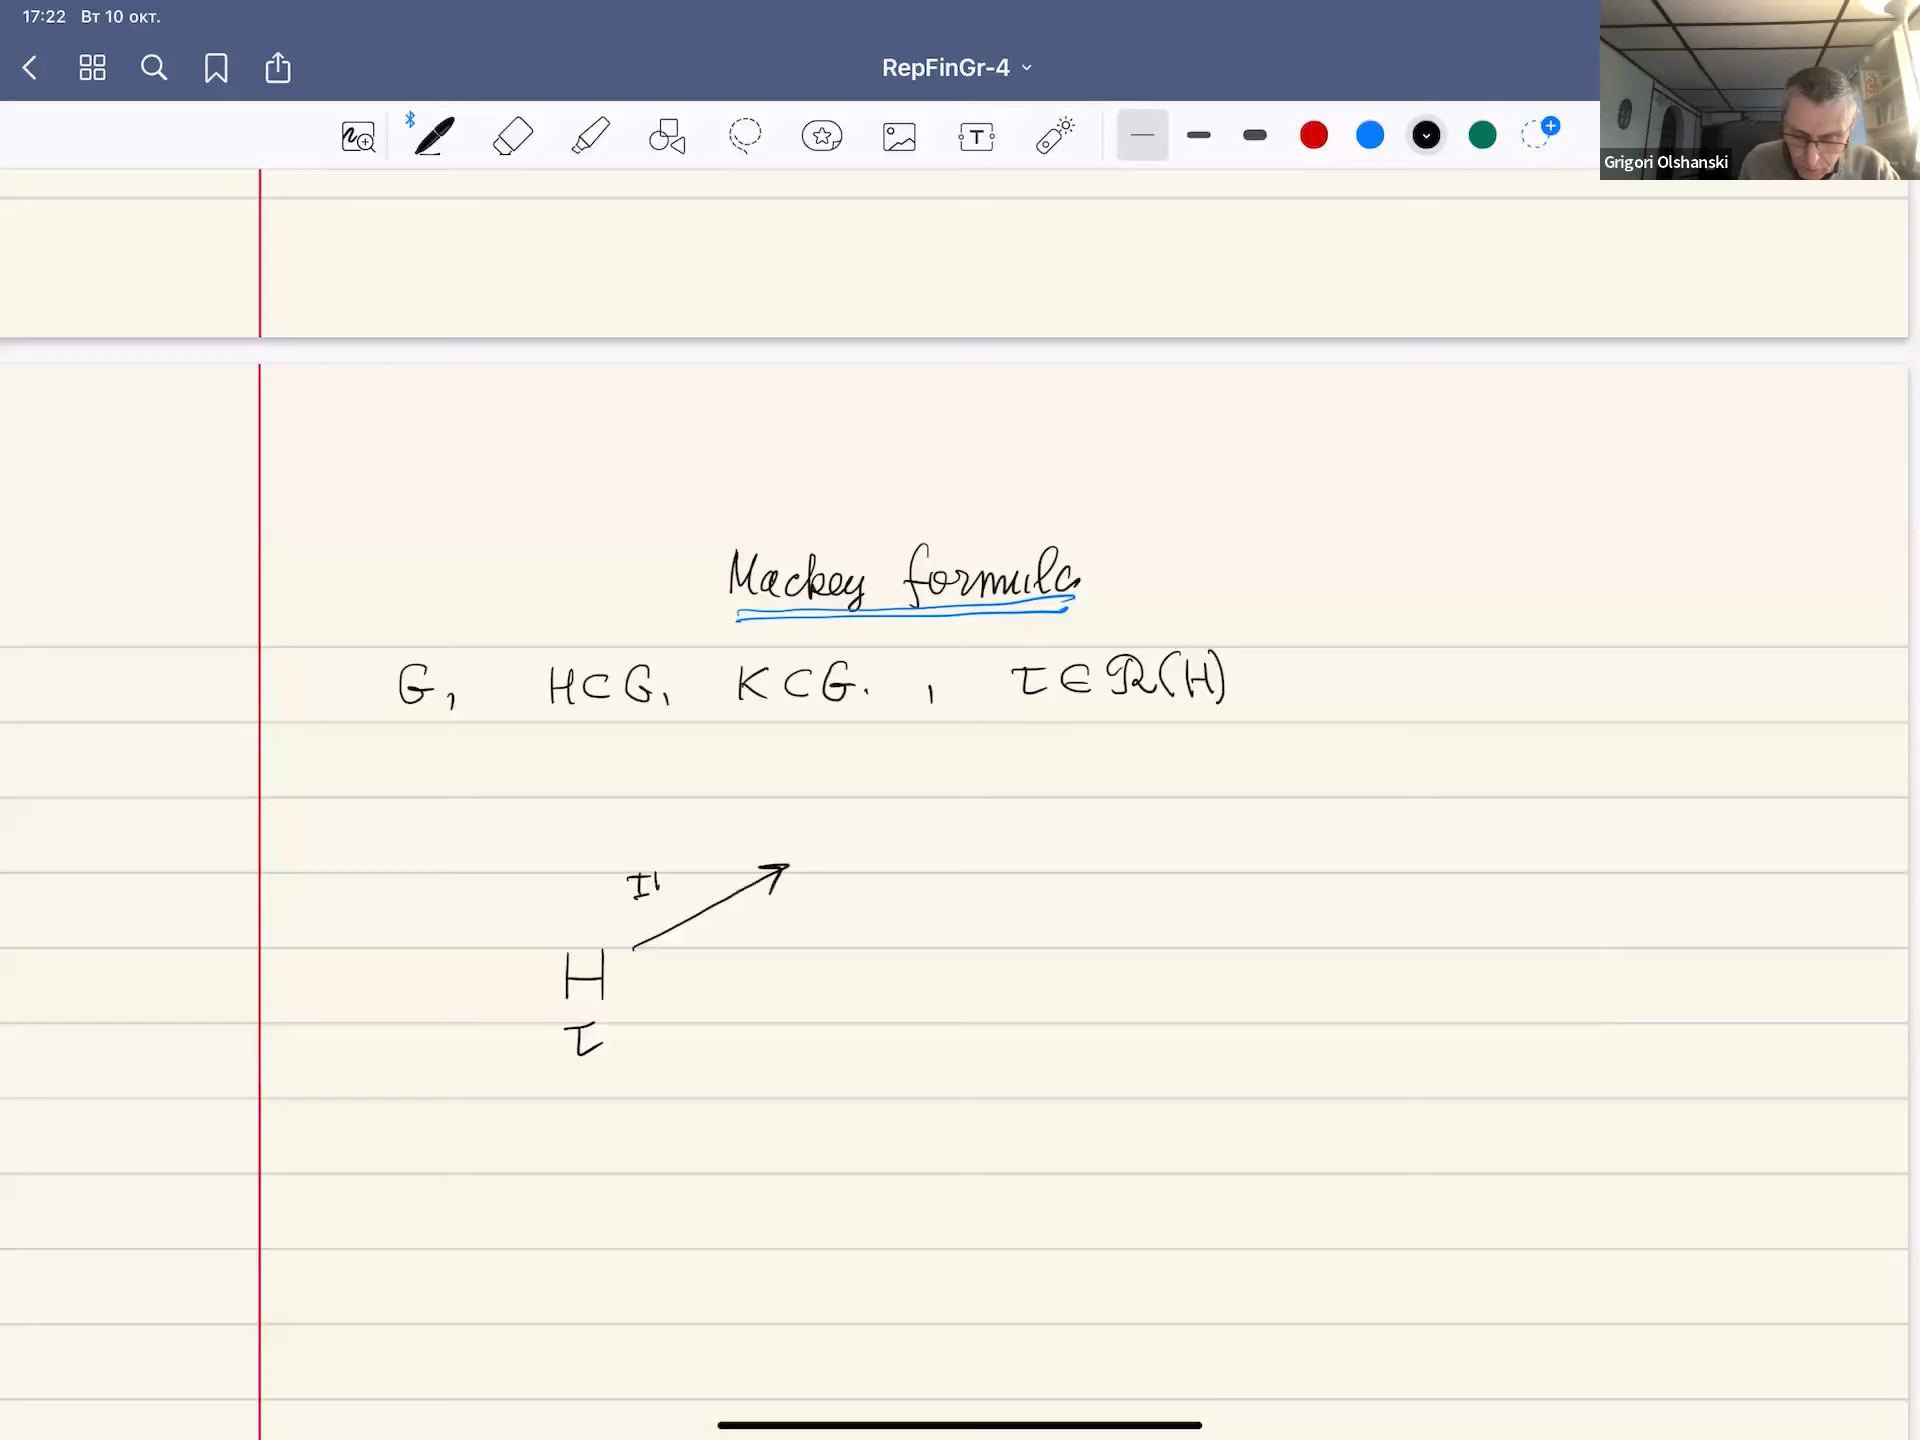 17:22 Вт 10 окт.
RepFinGr-4
T
Grigori Olshanski
Mackey formula
G, H⊂G, K⊂G. , τ∈R(H)
H
τ